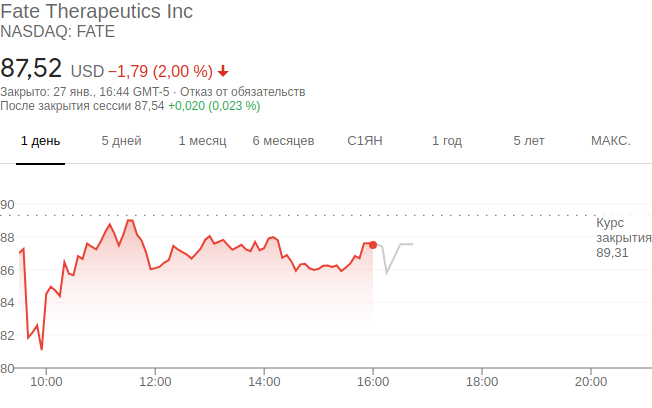 Fate Therapeutics Inc
NASDAQ: FATE
87,52 USD −1,79 (2,00 %)
Закрыто: 27 янв., 16:44 GMT-5 · Отказ от обязательств
После закрытия сессии 87,54 +0,020 (0,023 %)
1 день 5 дней 1 месяц 6 месяцев С1ЯН 1 год 5 лет МАКС.
90
Курс
закрытия
89,31
88
86
84
82
80
10:00 12:00 14:00 16:00 18:00 20:00